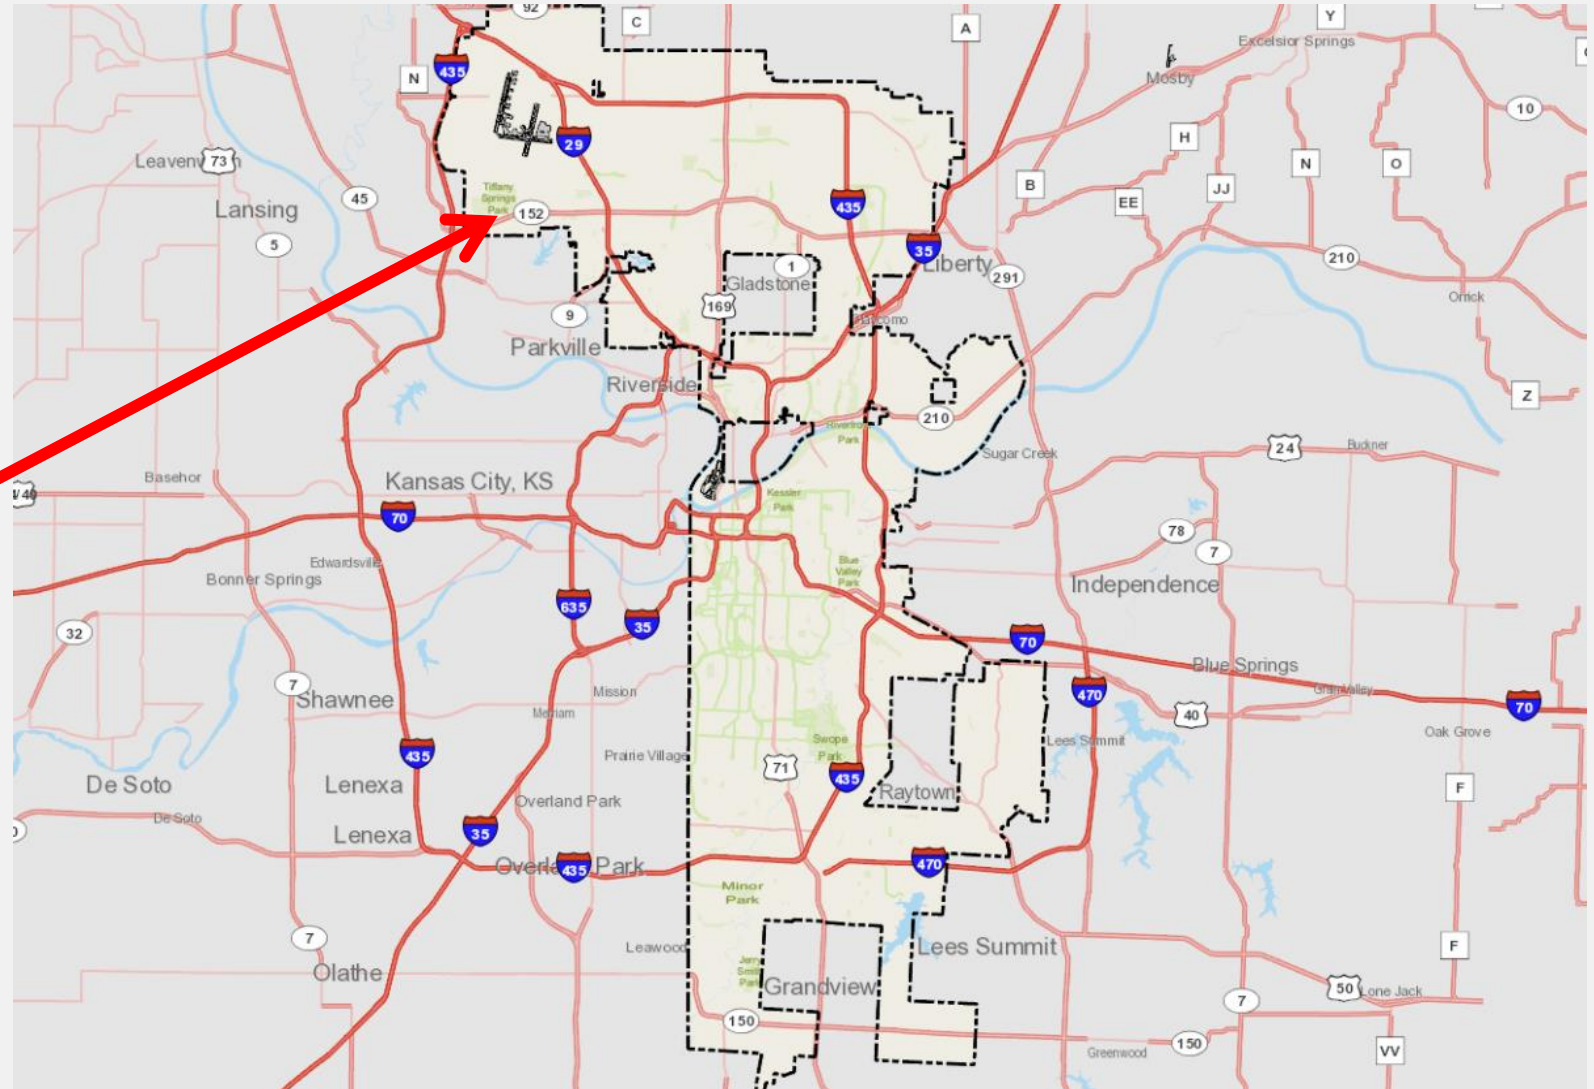 92
C
A
Y
Excelsior Springs
435
N
Mosby
10
29
H
Leavenw
73
N
O
Tiffany
Springs
Park
B
JJ
45
EE
Lansing
152
435
5
35
Liberty
210
1
291
Gladstone
169
Orrick
9
Parkville
Riverside
Z
210
Riverfront
Park
24
Buckner
Sugar Creek
Basehor
Kansas City, KS
Kessler
Park
70
78
7
Edwardsville
Blue
Valley
Park
Bonner Springs
Independence
635
35
32
70
Blue Springs
7
Shawnee
Mission
470
Grain Valley
70
Merriam
40
Oak Grove
Swope
Park
Lees Summit
435
Prairie Village
71
435
De Soto
Lenexa
Raytown
F
Overland Park
De Soto
Lenexa
35
Overland Park
435
470
Minor
Park
7
Leawood
Lees Summit
F
Olathe
Jerry
Smith
Park
Grandview
50
Lone Jack
7
150
150
Greenwood
VV